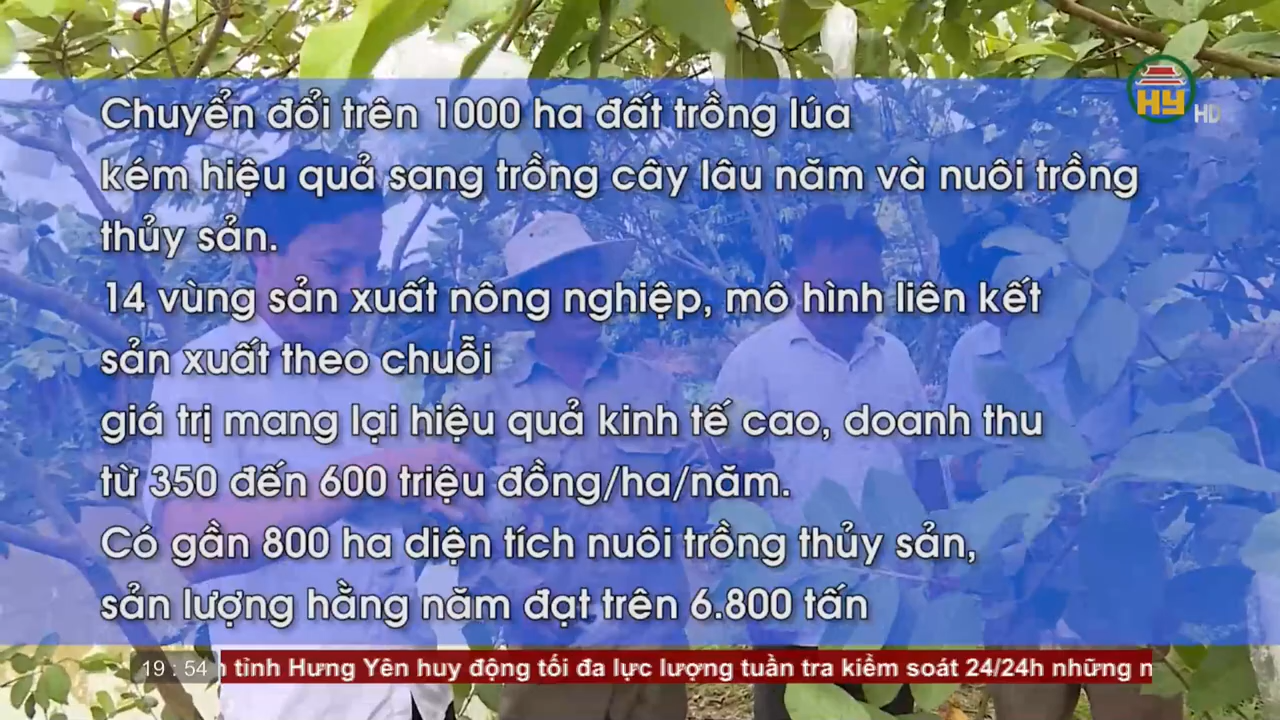 HY HD
Chuyển đổi trên 1000 ha đất trồng lúa
kém hiệu quả sang trồng cây lâu năm và nuôi trồng
thủy sản.
14 vùng sản xuất nông nghiệp, mô hình liên kết
sản xuất theo chuỗi
giá trị mang lại hiệu quả kinh tế cao, doanh thu
từ 350 đến 600 triệu đồng/ha/năm.
Có gần 800 ha diện tích nuôi trồng thủy sản,
sản lượng hằng năm đạt trên 6.800 tấn
19 : 54 tỉnh Hưng Yên huy động tối đa lực lượng tuần tra kiểm soát 24/24h những